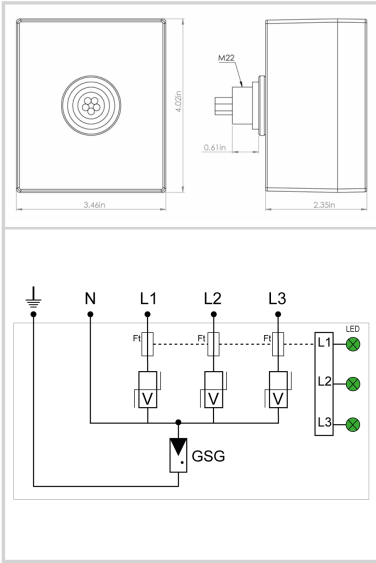 M22
4.02in
0.61in
3.46in
2.35in
N L1 L2 L3
LED
Ft Ft Ft L1
V V V L2
L3
GSG